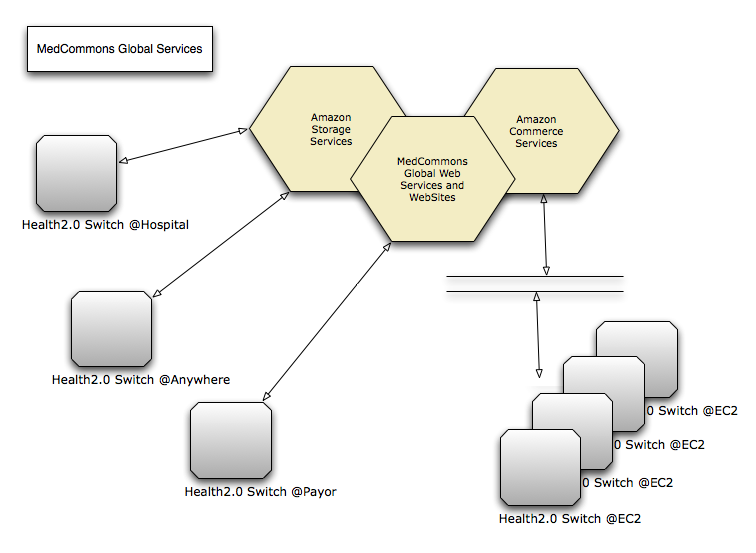 MedCommons Global Services
Amazon
Storage
Services
Amazon
Commerce
Services
MedCommons
Global Web
Services and
WebSites
Health2.0 Switch @Hospital
Health2.0 Switch @Anywhere
Health2.0 Switch @Payor
0 Switch @EC2
0 Switch @EC2
0 Switch @EC2
Health2.0 Switch @EC2